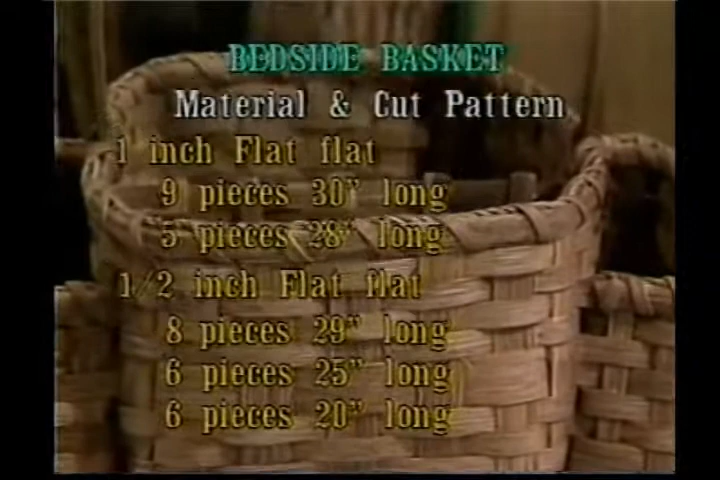 BEDSIDE BASKET
Material & Cut Pattern
1 inch Flat flat
9 pieces 30" long
5 pieces 28" long
1/2 inch Flat flat
8 pieces 29" long
6 pieces 25" long
6 pieces 20" long